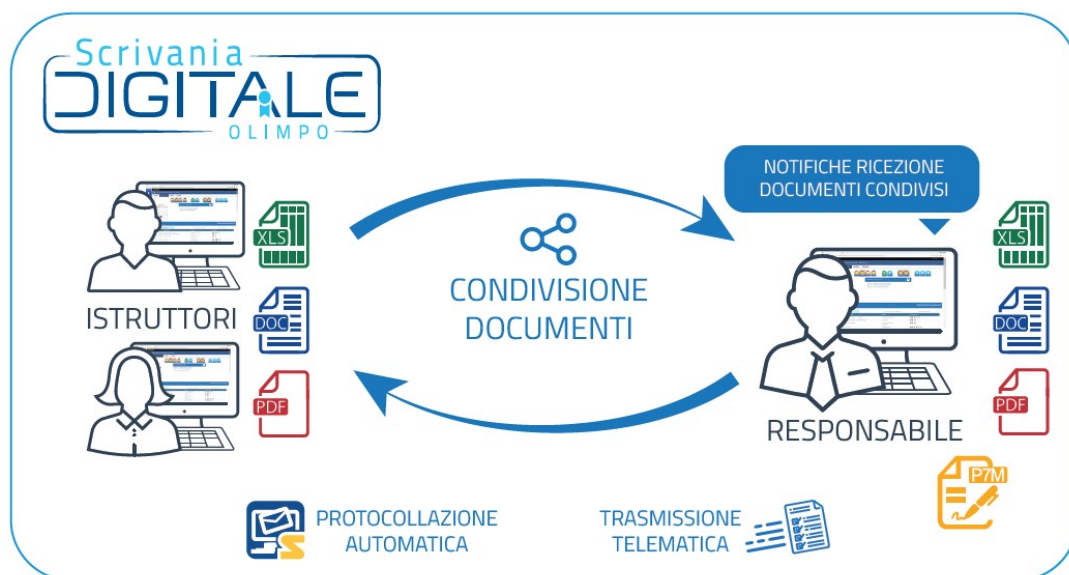 Scrivania
DIGITALE
OLIMPO
NOTIFICHE RICEZIONE
DOCUMENTI CONDIVISI
XLS
DOC
PDF
ISTRUTTORI
CONDIVISIONE
DOCUMENTI
XLS
DOC
PDF
RESPONSABILE
P7M
PROTOCOLLAZIONE
AUTOMATICA
TRASMISSIONE
TELEMATICA